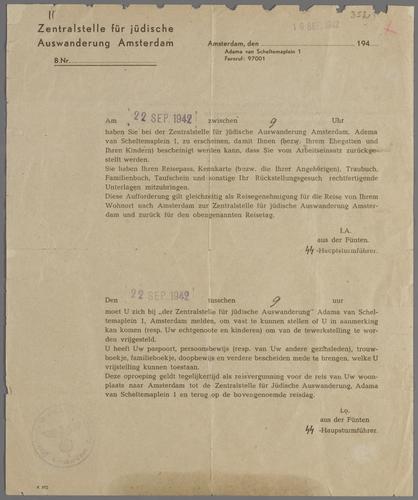 Zentralstelle für jüdische
Auswanderung Amsterdam
B.Nr.
19 SEP. 1942
352
Amsterdam, den 194
Adama van Scheltemaplein 1
Fernruf: 97001
Am 22 SEP. 1942 zwischen 9 Uhr
haben Sie bei der Zentralstelle für jüdische Auswanderung Amsterdam, Adema
van Scheltemaplein 1, zu erscheinen, damit Ihnen (bezw. Ihrem Ehegatten und
Ihren Kindern) bescheinigt werden kann, dass Sie vom Arbeitseinsatz zurückge-
stellt werden.
Sie haben Ihren Reisepass, Kennkarte (bezw. die Ihrer Angehörigen), Traubuch,
Familienbuch, Taufschein und sonstige Ihr Rückstellungsgesuch rechtfertigende
Unterlagen mitzubringen.
Diese Aufforderung gilt gleichzeitig als Reisegenehmigung für die Reise von Ihrem
Wohnort nach Amsterdam zur Zentralstelle für jüdische Auswanderung Amster-
dam und zurück für den obengenannten Reisetag.
I.A.
aus der Fünten.
ϟϟ-Hauptsturmführer.
Den 22 SEP. 1942 tusschen 9 uur
moet U zich bij „der Zentralstelle für jüdische Auswanderung" Adama van Schel-
temaplein 1, Amsterdam melden, om vast te kunnen stellen of U in aanmerking
kan komen (resp. Uw echtgenoote en kinderen) om van de tewerkstelling te wor-
den vrijgesteld.
U heeft Uw paspoort, persoonsbewijs (resp. van Uw andere gezinsleden), trouw-
boekje, familieboekje, doopbewijs en verdere bescheiden mede te brengen, welke U
vrijstelling kunnen toestaan.
Deze oproeping geldt tegelijkertijd als reisvergunning voor de reis van Uw woon-
plaats naar Amsterdam tot de Zentralstelle für Jüdische Auswanderung, Adama
van Scheltemaplein 1 en terug op de bovengenoemde reisdag.
I.o.
aus der Fünten
ϟϟ-Hauptsturmführer.
K 372